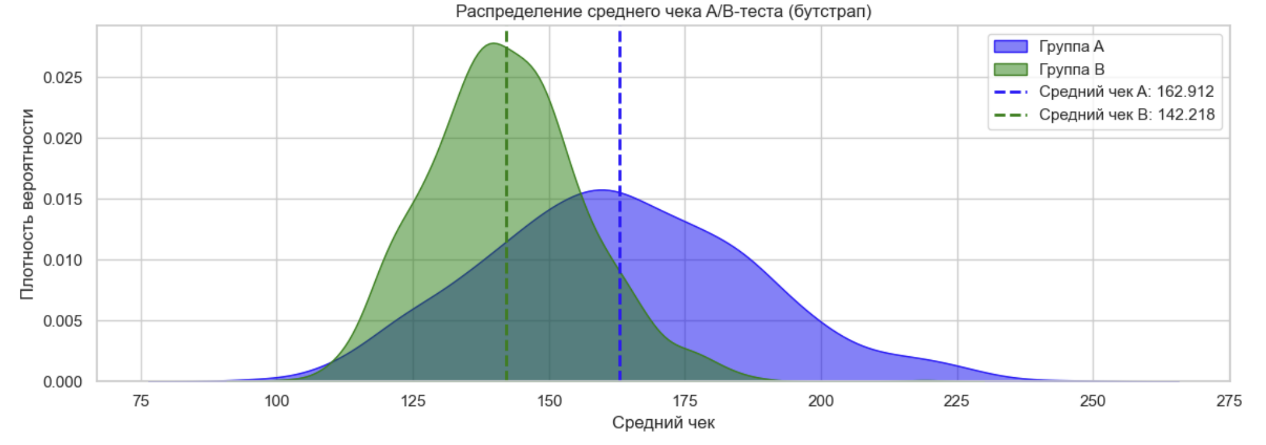 Распределение среднего чека A/B-теста (бутстрап)
Группа A
Группа B
Средний чек A: 162.912
Средний чек B: 142.218
Плотность вероятности
0.025
0.020
0.015
0.010
0.005
0.000
75 100 125 150 175 200 225 250 275
Средний чек